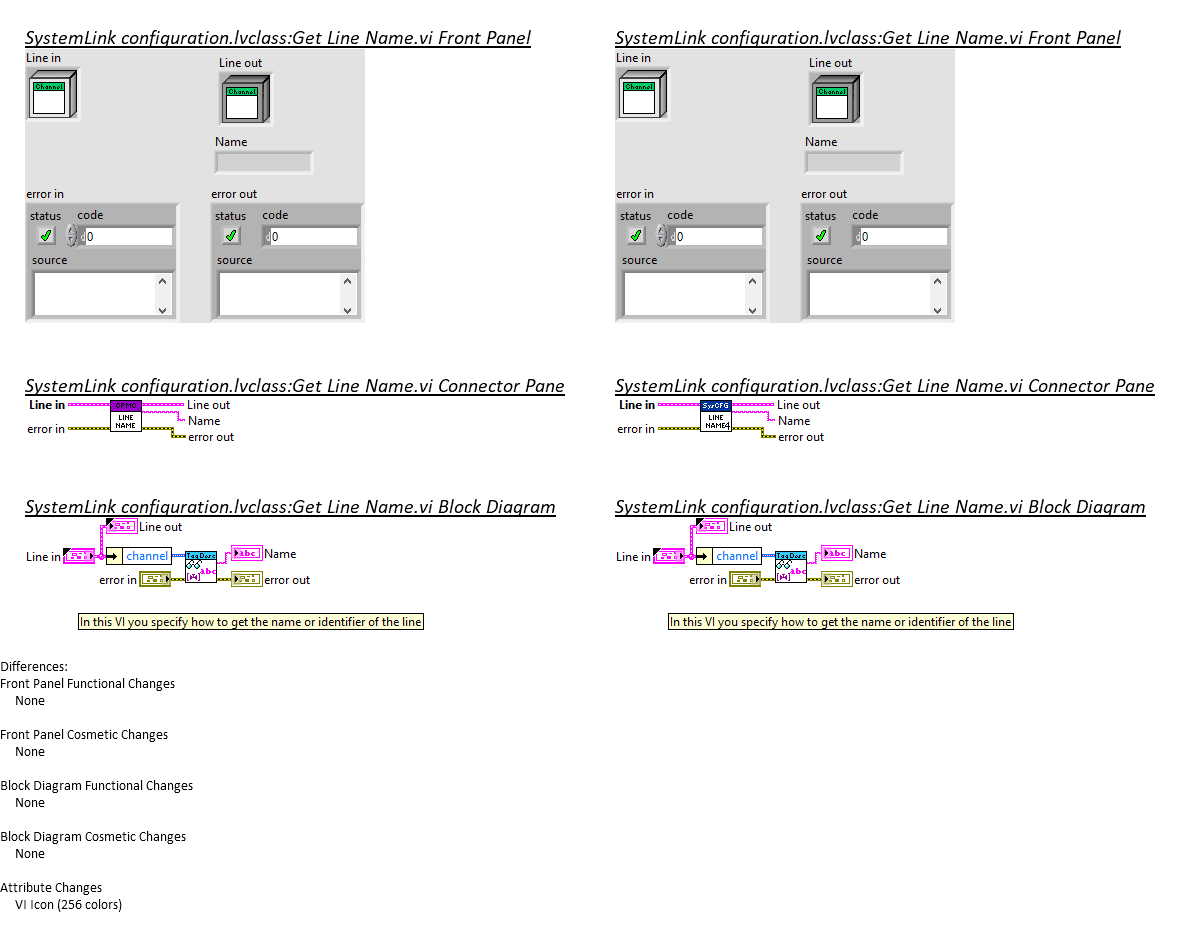 SystemLink configuration.lvclass:Get Line Name.vi Front Panel
Line in
Line out
Channel
Channel
Name
error in
error out
status code
status code
0
0
source
source
SystemLink configuration.lvclass:Get Line Name.vi Connector Pane
Line in
Line out
LINE
NAME
Name
error in
error out
SystemLink configuration.lvclass:Get Line Name.vi Block Diagram
Line out
Line in
channel
Tag Desc
abc
Name
abc
error in
error out
In this VI you specify how to get the name or identifier of the line
SystemLink configuration.lvclass:Get Line Name.vi Front Panel
Line in
Line out
Channel
Channel
Name
error in
error out
status code
status code
0
0
source
source
SystemLink configuration.lvclass:Get Line Name.vi Connector Pane
Line in
SysCFG
Line out
LINE
NAME4
Name
error in
error out
SystemLink configuration.lvclass:Get Line Name.vi Block Diagram
Line out
Line in
channel
Tag Desc
abc
Name
abc
error in
error out
In this VI you specify how to get the name or identifier of the line
Differences:
Front Panel Functional Changes
None
Front Panel Cosmetic Changes
None
Block Diagram Functional Changes
None
Block Diagram Cosmetic Changes
None
Attribute Changes
VI Icon (256 colors)